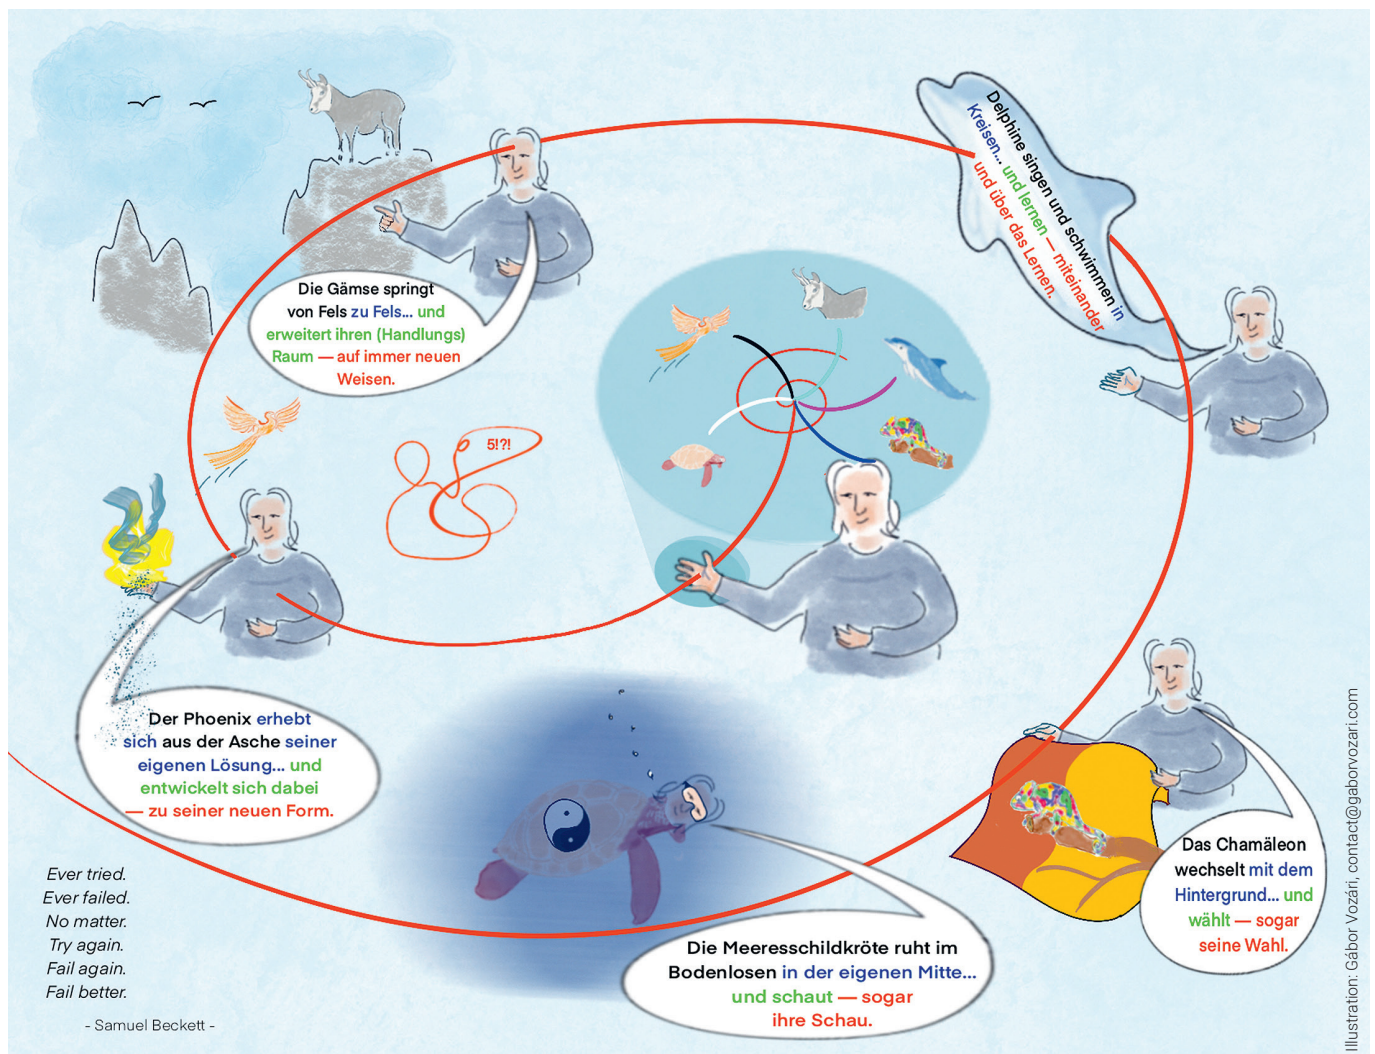 Delphine singen und schwimmen in
Kreisen... und lernen — miteinander
und über das Lernen.
Die Gämse springt
von Fels zu Fels... und
erweitert ihren (Handlungs)
Raum — auf immer neuen
Weisen.
5!?!
Der Phoenix erhebt
sich aus der Asche seiner
eigenen Lösung... und
entwickelt sich dabei
— zu seiner neuen Form.
Das Chamäleon
wechselt mit dem
Hintergrund... und
wählt — sogar
seine Wahl.
Die Meeresschildkröte ruht im
Bodenlosen in der eigenen Mitte...
und schaut — sogar
ihre Schau.
Ever tried.
Ever failed.
No matter.
Try again.
Fail again.
Fail better.
- Samuel Beckett -
Illustration: Gábor Vozári, contact@gaborvozari.com